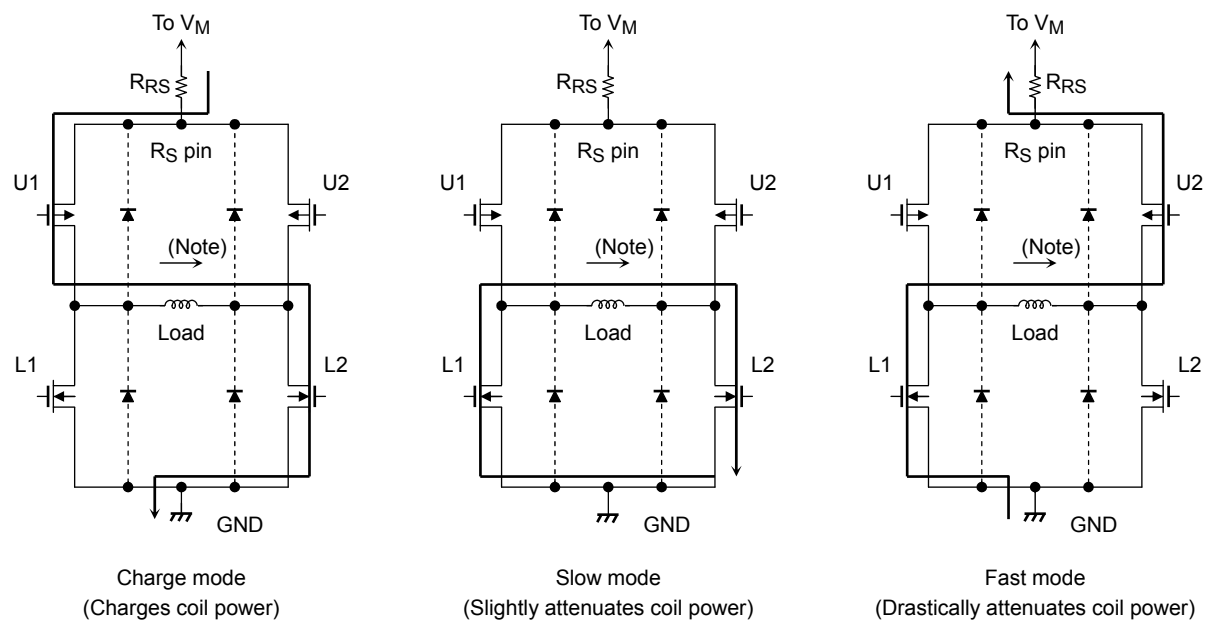 To VM
RRS
RS pin
U1
U2
(Note)
Load
L1
L2
GND
Charge mode
(Charges coil power)
To VM
RRS
RS pin
U1
U2
(Note)
Load
L1
L2
GND
Slow mode
(Slightly attenuates coil power)
To VM
RRS
RS pin
U1
U2
(Note)
Load
L1
L2
GND
Fast mode
(Drastically attenuates coil power)